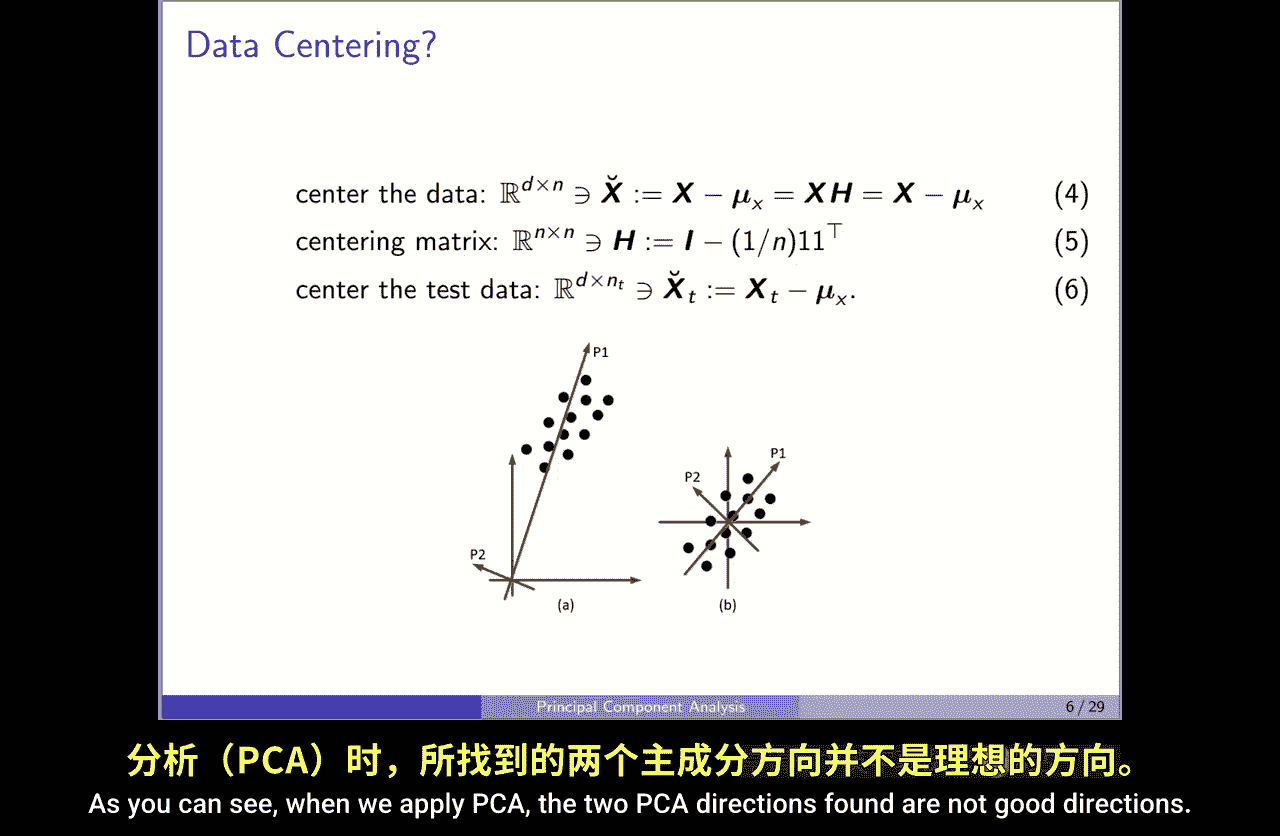 Data Centering?
center the data: ℝ^{d×n} ∋ X̆ := X − μ_x = XH = X − μ_x (4)
centering matrix: ℝ^{n×n} ∋ H := I − (1/n)11^⊤ (5)
center the test data: ℝ^{d×n_t} ∋ X̆_t := X_t − μ_x. (6)
P1
P2
(a)
P1
P2
(b)
Principal Component Analysis 6 / 29
分析（PCA）时，所找到的两个主成分方向并不是理想的方向。
As you can see, when we apply PCA, the two PCA directions found are not good directions.